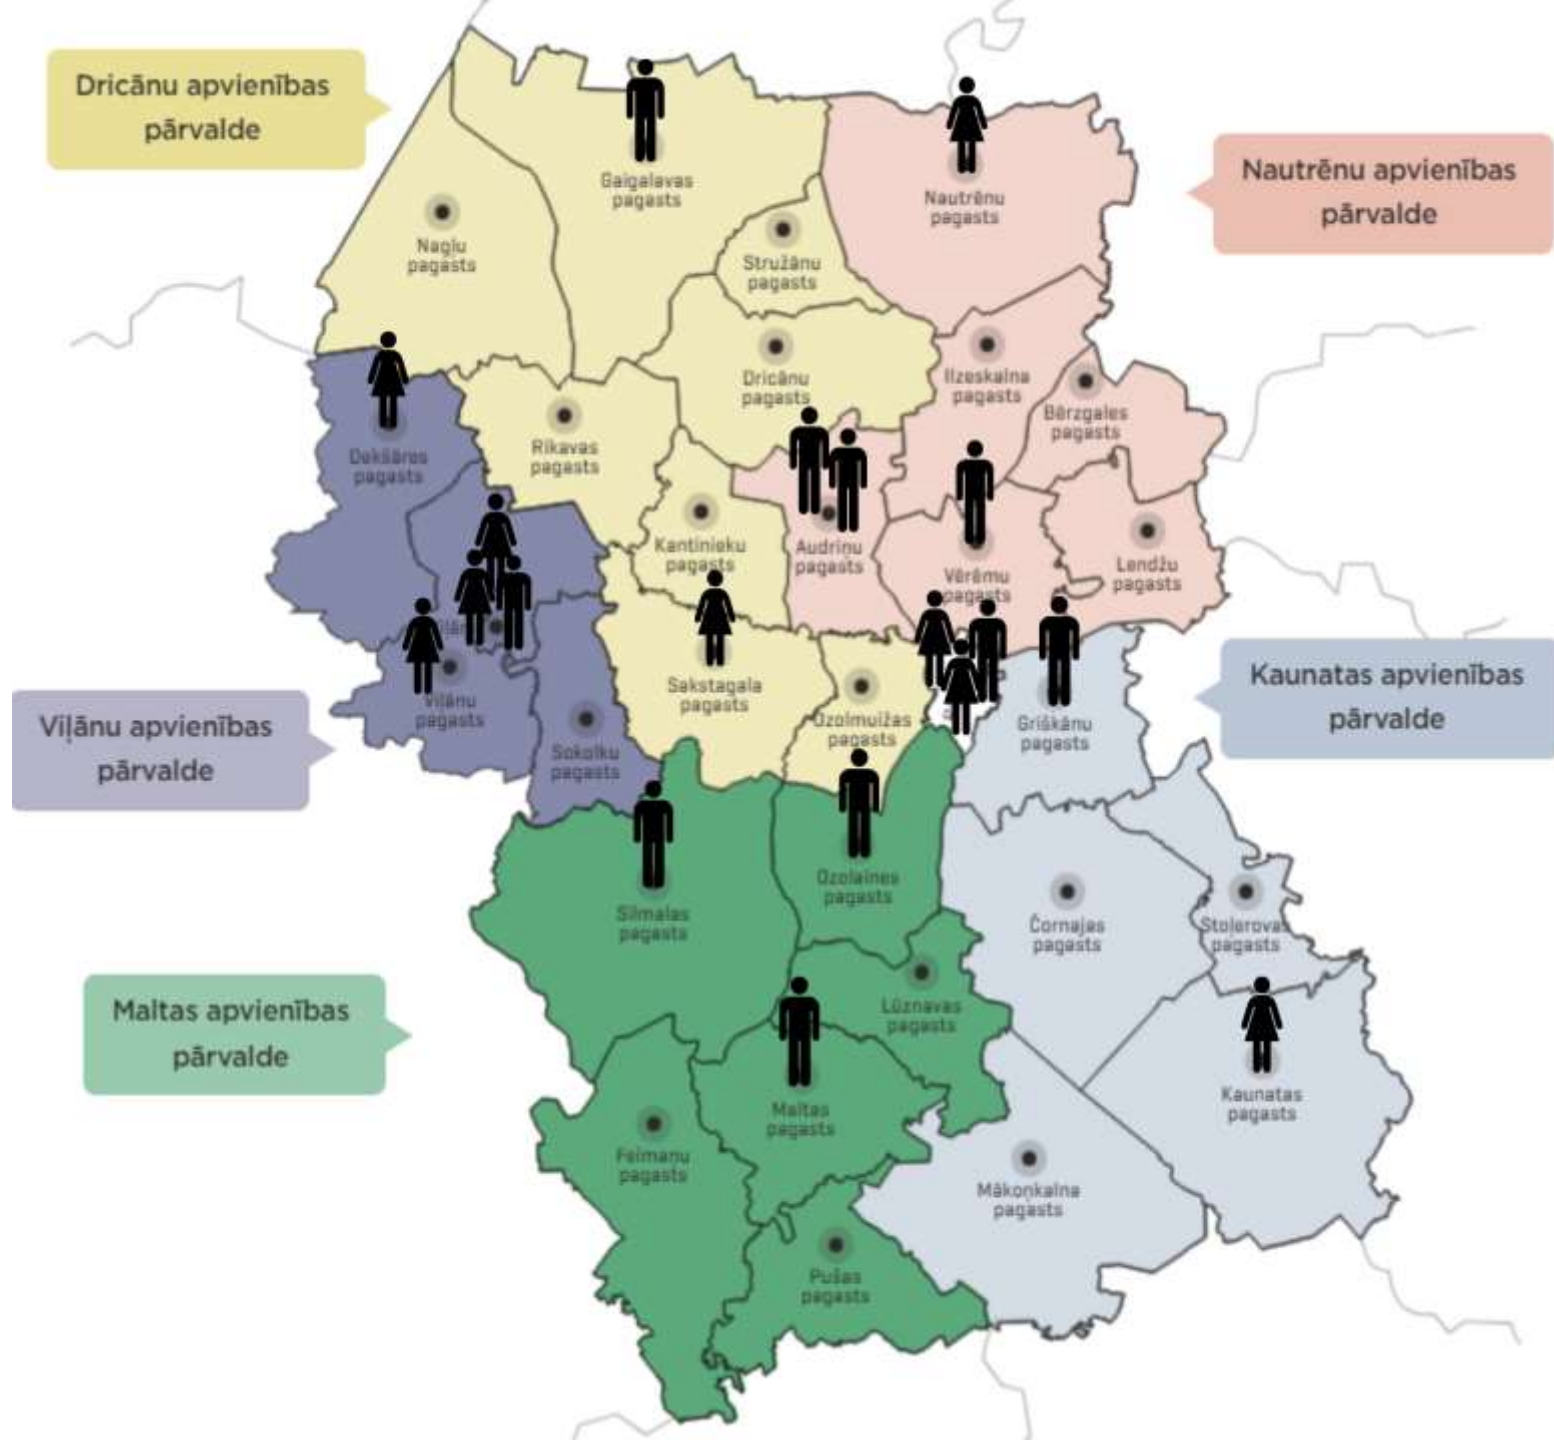 Dricānu apvienības
pārvalde
Gaigalavas
pagasts
Nautrēnu
pagasts
Nautrēnu apvienības
pārvalde
Nagļu
pagasts
Stružānu
pagasts
Dricānu
pagasts
Ilzeskalna
pagasts
Bērzgales
pagasts
Dekšāres
pagasts
Rikavas
pagasts
Kantinieku
pagasts
Audriņu
pagasts
Vērēmu
pagasts
Lendžu
pagasts
Kaunatas apvienības
pārvalde
Sakstagala
pagasts
Viļānu
pagasts
Ozolmuižas
pagasts
Griškānu
pagasts
Viļānu apvienības
pārvalde
Sokolku
pagasts
Silmalas
pagasts
Ozolaines
pagasts
Čornajas
pagasts
Stoļerovas
pagasts
Maltas apvienības
pārvalde
Lūznavas
pagasts
Kaunatas
pagasts
Maltas
pagasts
Feimaņu
pagasts
Mākoņkalna
pagasts
Pušas
pagasts